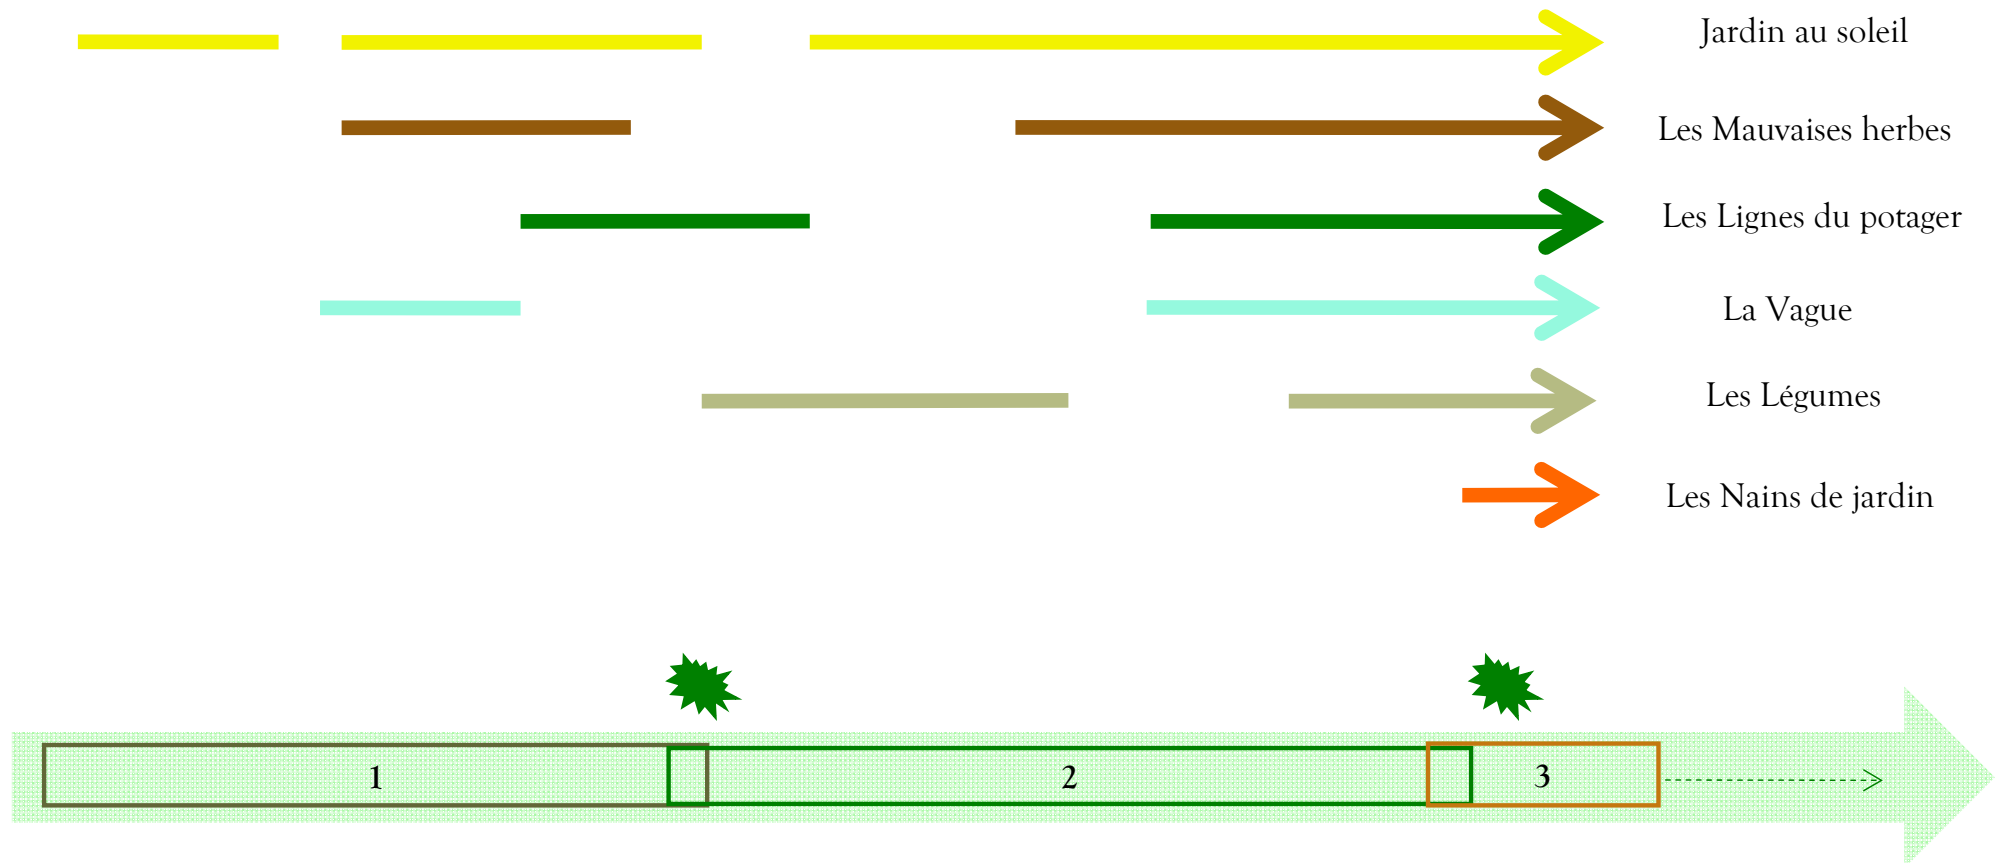 Jardin au soleil
Les Mauvaises herbes
Les Lignes du potager
La Vague
Les Légumes
Les Nains de jardin
1
2
3